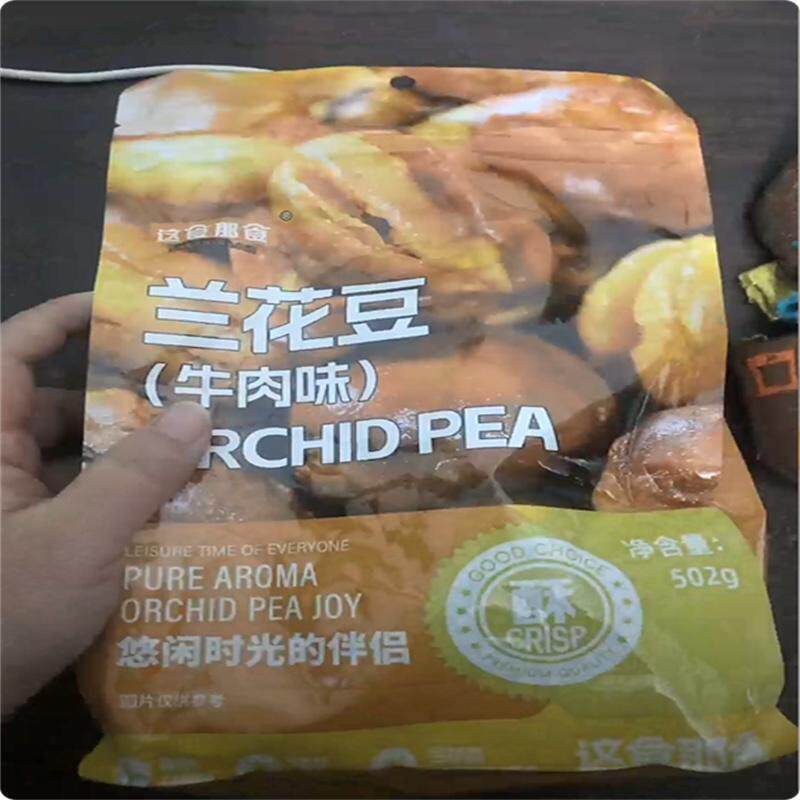 这食那食
®
兰花豆
(牛肉味)
RCHID PEA
LEISURE TIME OF EVERYONE
PURE AROMA
ORCHID PEA JOY
悠闲时光的伴侣
图片仅供参考
GOOD CHOICE
酥
CRISP
PREMIUM QUALITY
净含量:
502g
这食那食